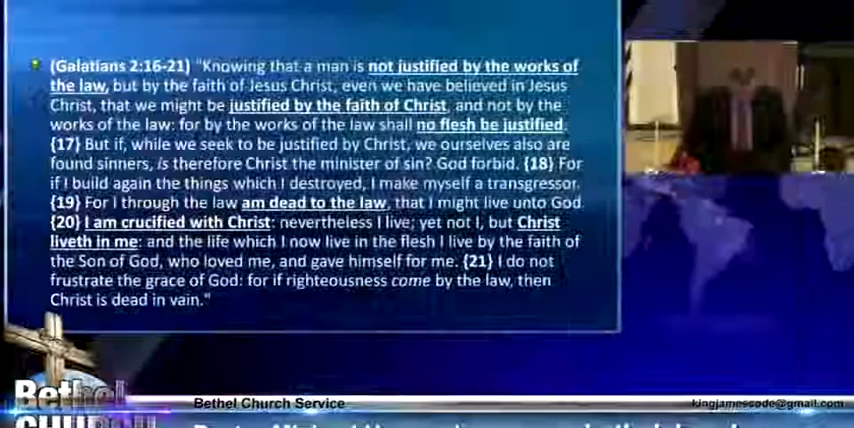 (Galatians 2:16-21) "Knowing that a man is not justified by the works of
the law, but by the faith of Jesus Christ, even we have believed in Jesus
Christ, that we might be justified by the faith of Christ, and not by the
works of the law: for by the works of the law shall no flesh be justified.
{17} But if, while we seek to be justified by Christ, we ourselves also are
found sinners, is therefore Christ the minister of sin? God forbid. {18} For
if I build again the things which I destroyed, I make myself a transgressor.
{19} For I through the law am dead to the law, that I might live unto God.
{20} I am crucified with Christ: nevertheless I live; yet not I, but Christ
liveth in me: and the life which I now live in the flesh I live by the faith of
the Son of God, who loved me, and gave himself for me. {21} I do not
frustrate the grace of God: for if righteousness come by the law, then
Christ is dead in vain."
Bethel
CHURCH
Bethel Church Service
kingjamescode@gmail.com